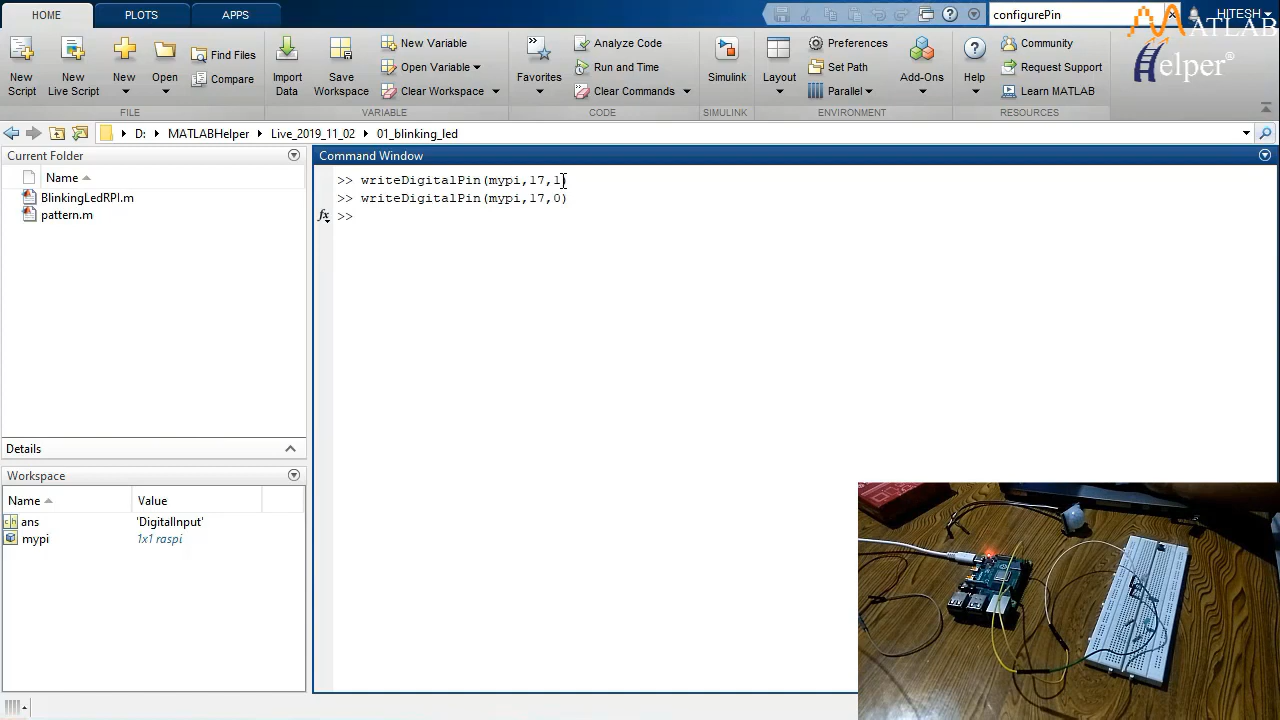 HOME
PLOTS
APPS
configurePin
HITESH
MATLAB
Helper®
New Script
New Live Script
New
Open
Find Files
Compare
FILE
Import Data
Save Workspace
New Variable
Open Variable
Clear Workspace
VARIABLE
Favorites
Analyze Code
Run and Time
Clear Commands
CODE
Simulink
SIMULINK
Layout
Preferences
Set Path
Parallel
Add-Ons
ENVIRONMENT
Help
Community
Request Support
Learn MATLAB
RESOURCES
D: MATLABHelper Live_2019_11_02 01_blinking_led
Current Folder
Name
BlinkingLedRPI.m
pattern.m
Details
Workspace
Name Value
ans 'DigitalInput'
mypi 1x1 raspi
Command Window
>> writeDigitalPin(mypi,17,1)
>> writeDigitalPin(mypi,17,0)
fx >>